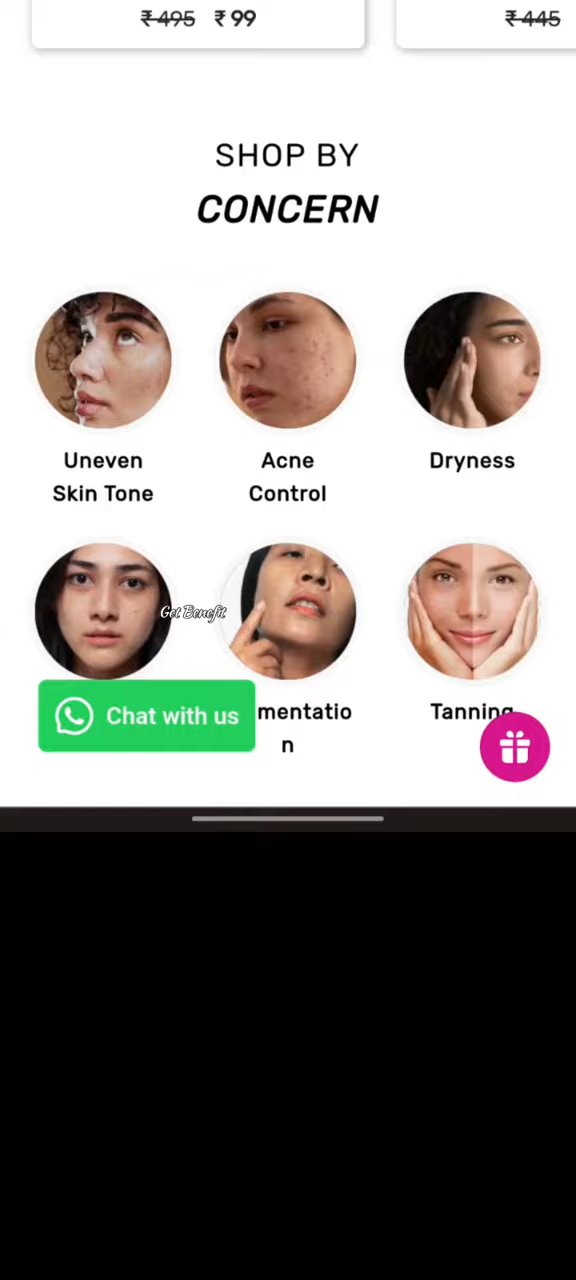 ₹495 ₹99
₹445
SHOP BY
CONCERN
Uneven
Skin Tone
Acne
Control
Dryness
Get Benefit
Chat with us
mentatio
n
Tanning